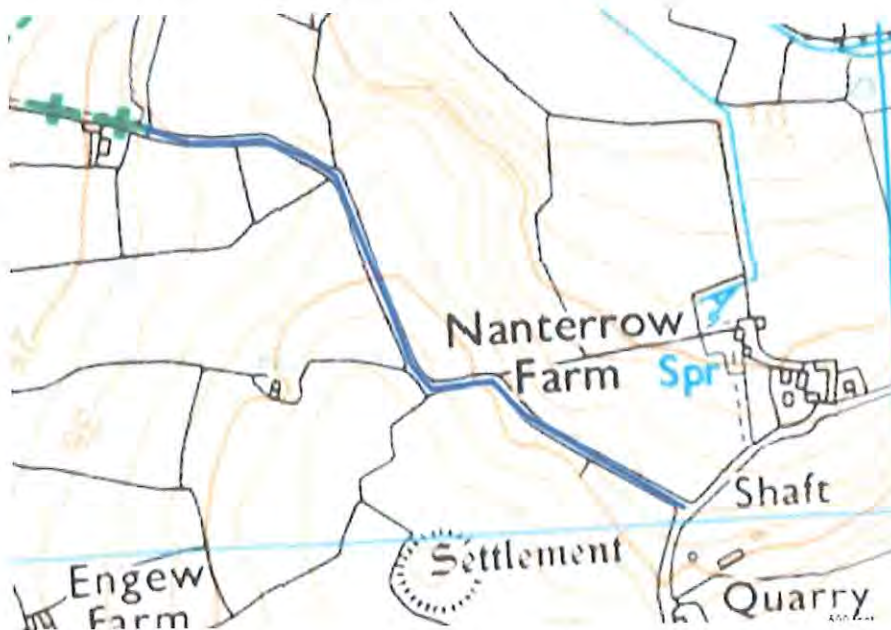 Nanterrow
Farm
Spr
Shaft
Settlement
Engew
Farm
Quarry